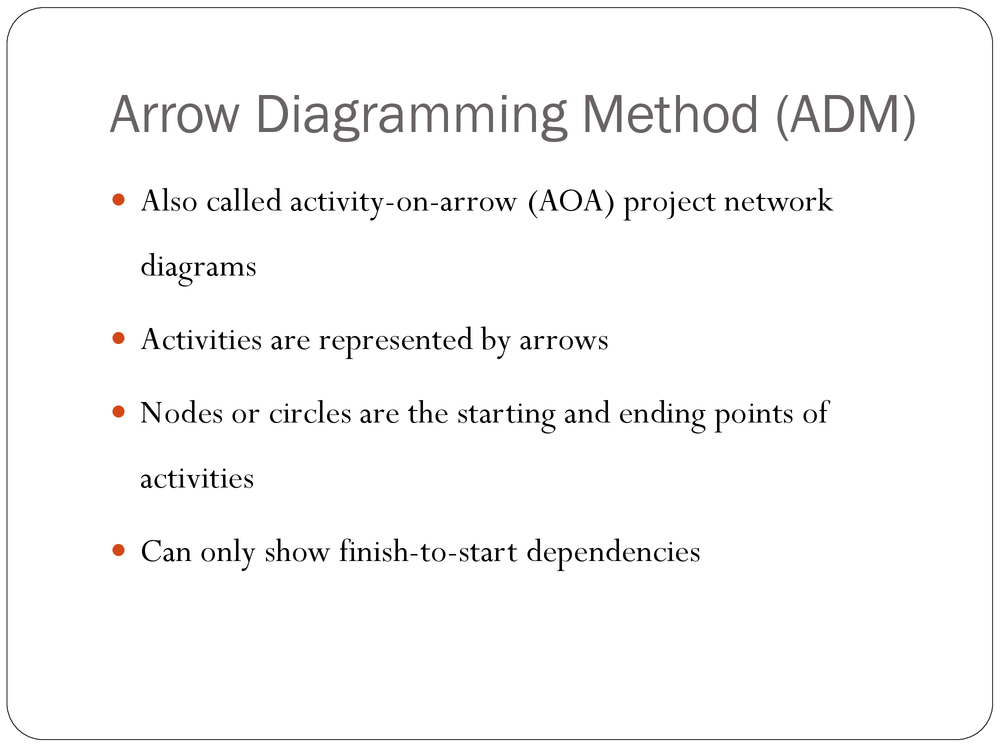 Arrow Diagramming Method (ADM)
• Also called activity-on-arrow (AOA) project network
diagrams
• Activities are represented by arrows
• Nodes or circles are the starting and ending points of
activities
• Can only show finish-to-start dependencies